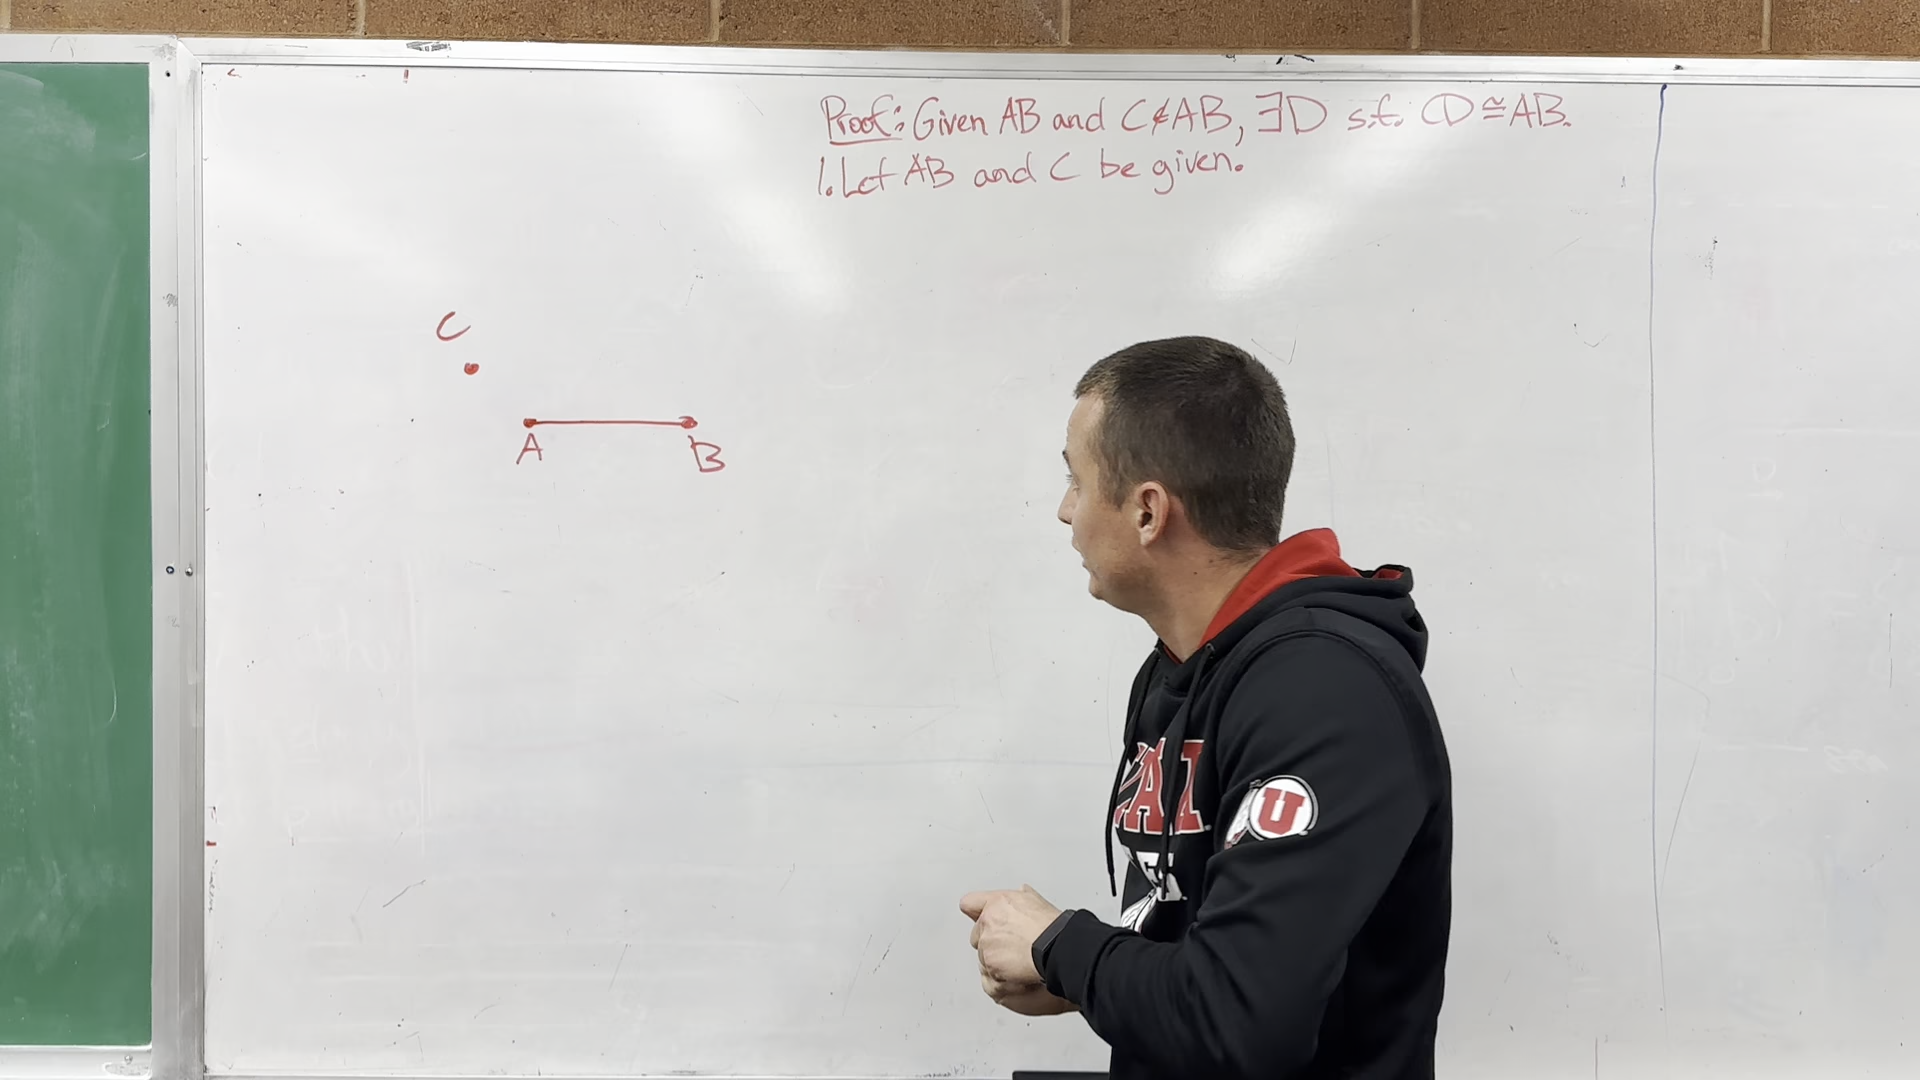 Proof: Given AB and C∉AB, ∃D s.t. CD≅AB.
1. Let AB and C be given.
C
A
B
U